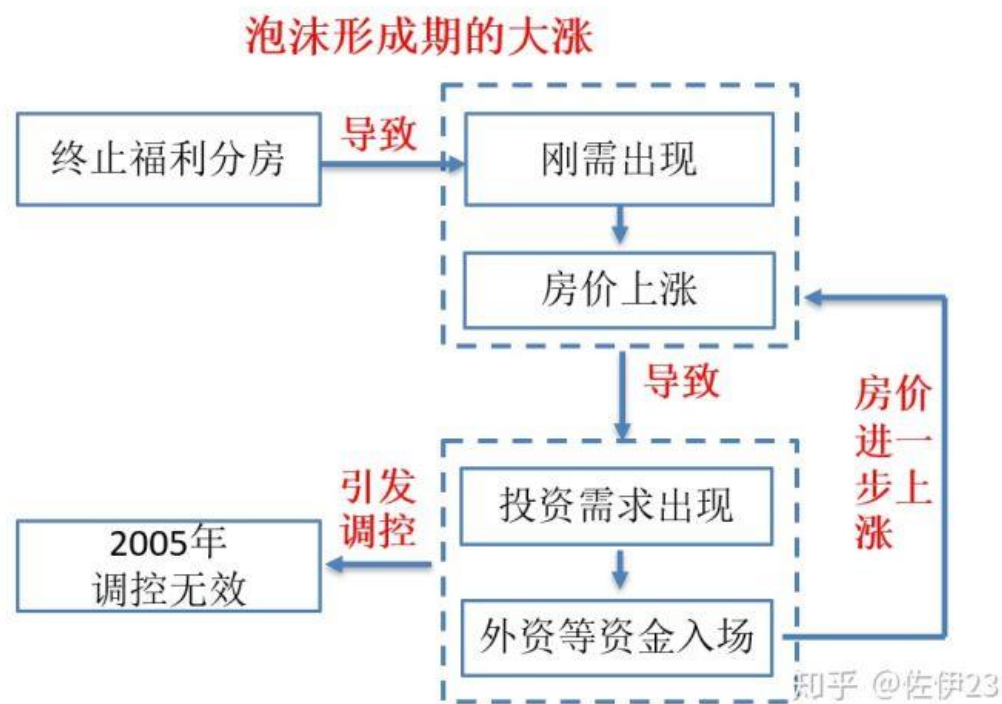 泡沫形成期的大涨
终止福利分房
导致
刚需出现
房价上涨
导致
房价
进一
步上
涨
投资需求出现
引发
调控
2005年
调控无效
外资等资金入场
知乎 @佐伊23